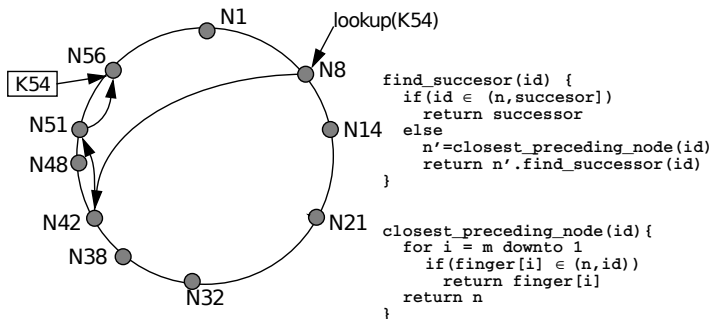 N1
lookup(K54)
N56
N8
K54
N51
N14
N48
N42
N21
N38
N32
find_succesor(id) {
if(id ∈ (n,succesor])
return successor
else
n'=closest_preceding_node(id)
return n'.find_successor(id)
}
closest_preceding_node(id){
for i = m downto 1
if(finger[i] ∈ (n,id))
return finger[i]
return n
}